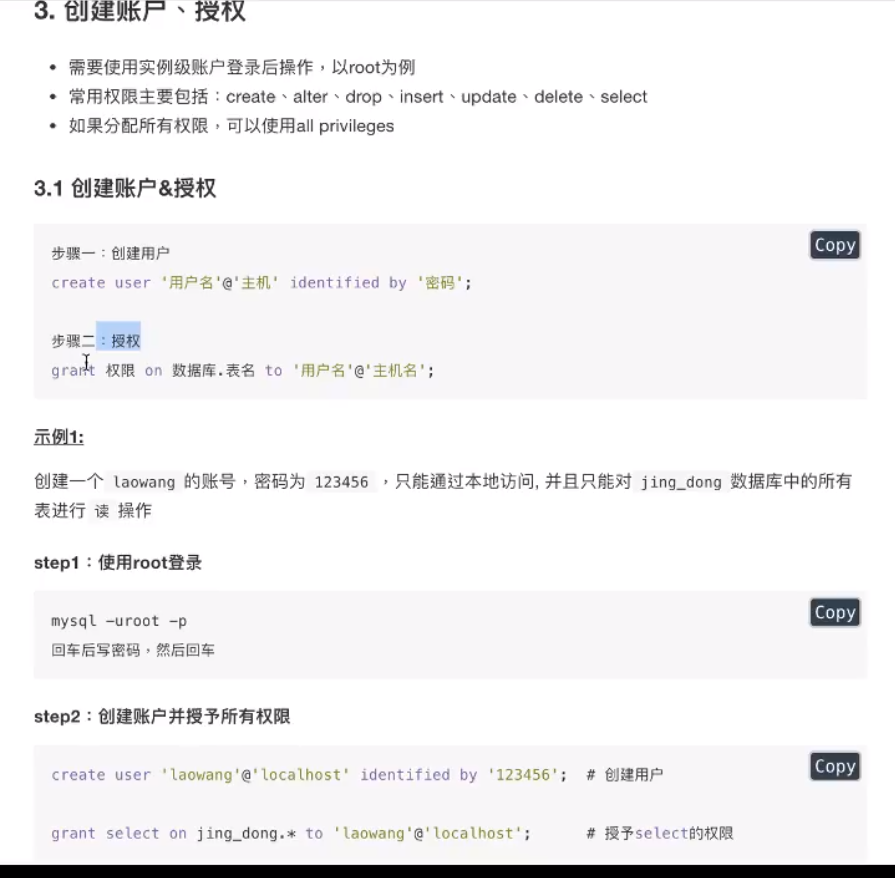 3. 创建账户、授权
需要使用实例级账户登录后操作，以root为例
常用权限主要包括：create、alter、drop、insert、update、delete、select
如果分配所有权限，可以使用all privileges
3.1 创建账户&授权
Copy
步骤一：创建用户
create user '用户名'@'主机' identified by '密码';
步骤二：授权
grant 权限 on 数据库.表名 to '用户名'@'主机名';
示例1:
创建一个 laowang 的账号，密码为 123456 ，只能通过本地访问, 并且只能对 jing_dong 数据库中的所有
表进行 读 操作
step1：使用root登录
Copy
mysql -uroot -p
回车后写密码，然后回车
step2：创建账户并授予所有权限
Copy
create user 'laowang'@'localhost' identified by '123456'; # 创建用户
grant select on jing_dong.* to 'laowang'@'localhost'; # 授予select的权限